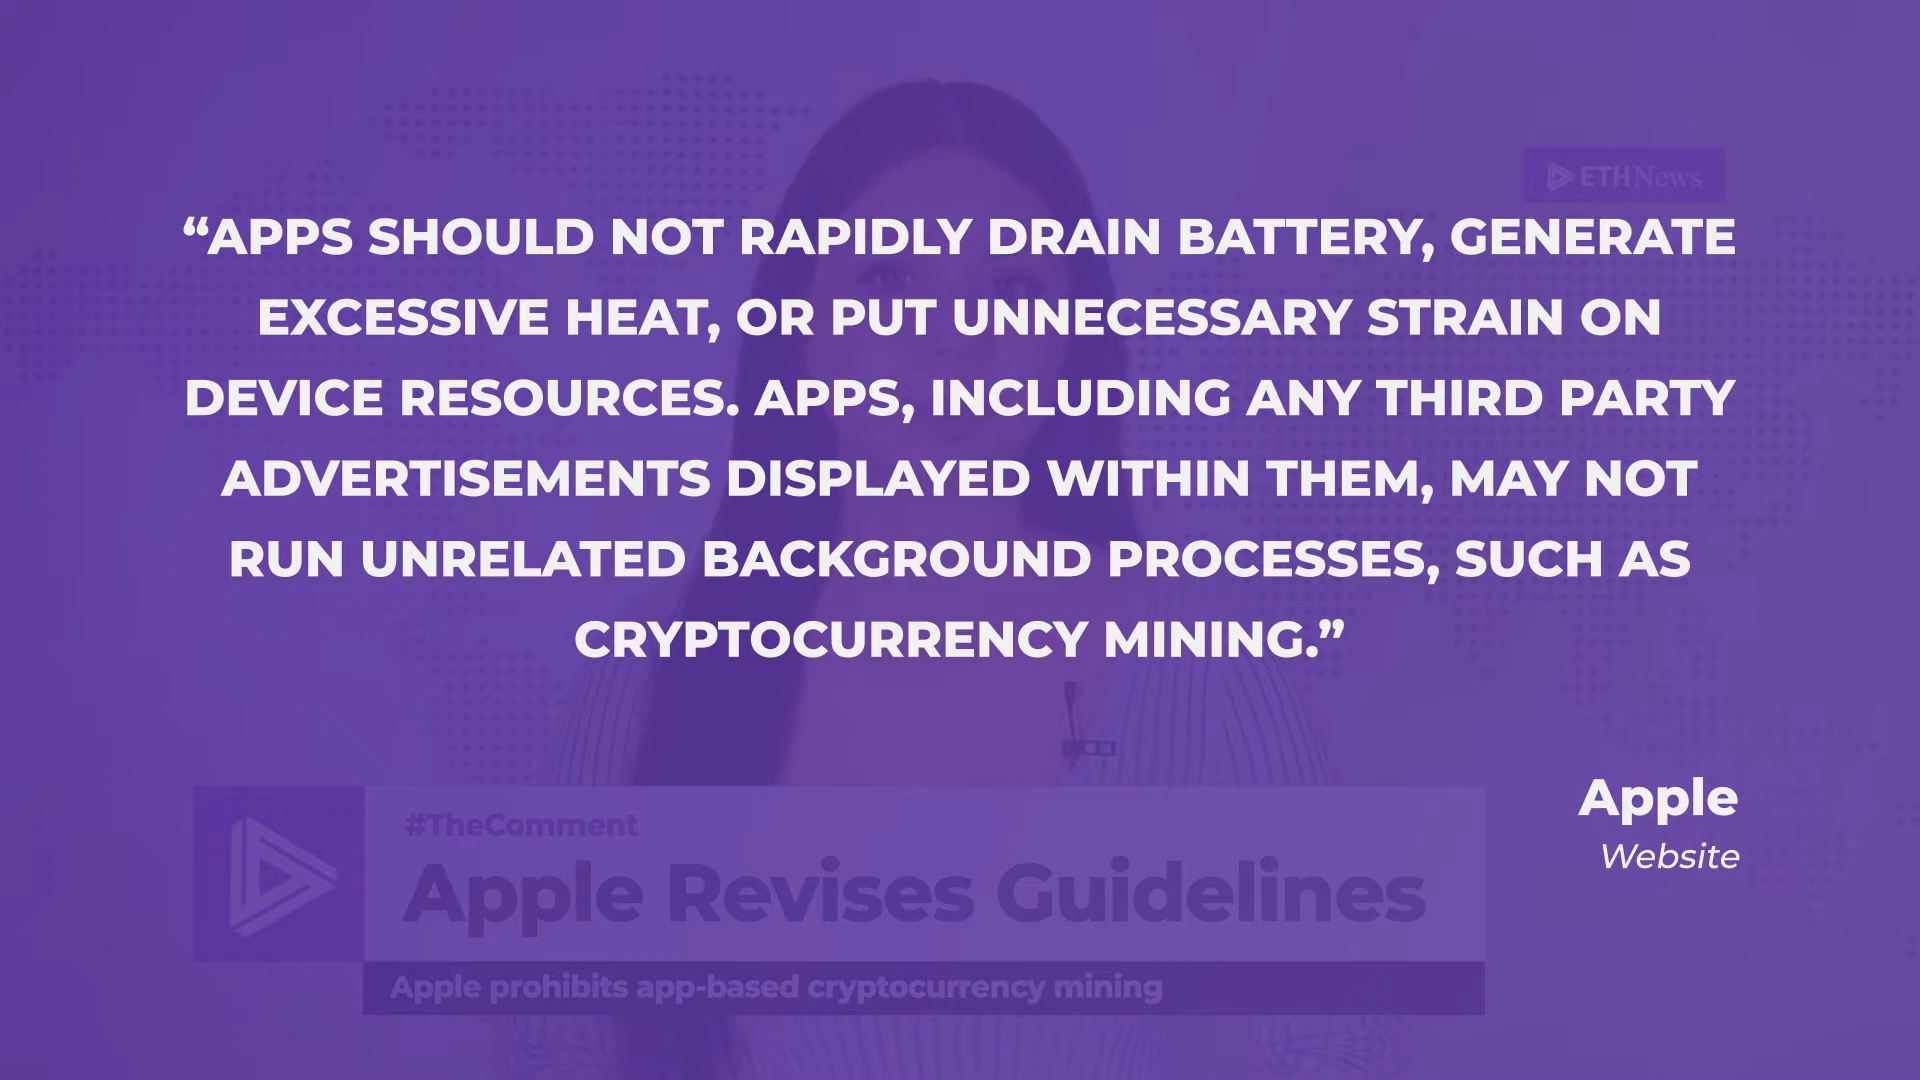 ETHNews
“APPS SHOULD NOT RAPIDLY DRAIN BATTERY, GENERATE
EXCESSIVE HEAT, OR PUT UNNECESSARY STRAIN ON
DEVICE RESOURCES. APPS, INCLUDING ANY THIRD PARTY
ADVERTISEMENTS DISPLAYED WITHIN THEM, MAY NOT
RUN UNRELATED BACKGROUND PROCESSES, SUCH AS
CRYPTOCURRENCY MINING.”
Apple
Website
#TheComment
Apple Revises Guidelines
Apple prohibits app-based cryptocurrency mining